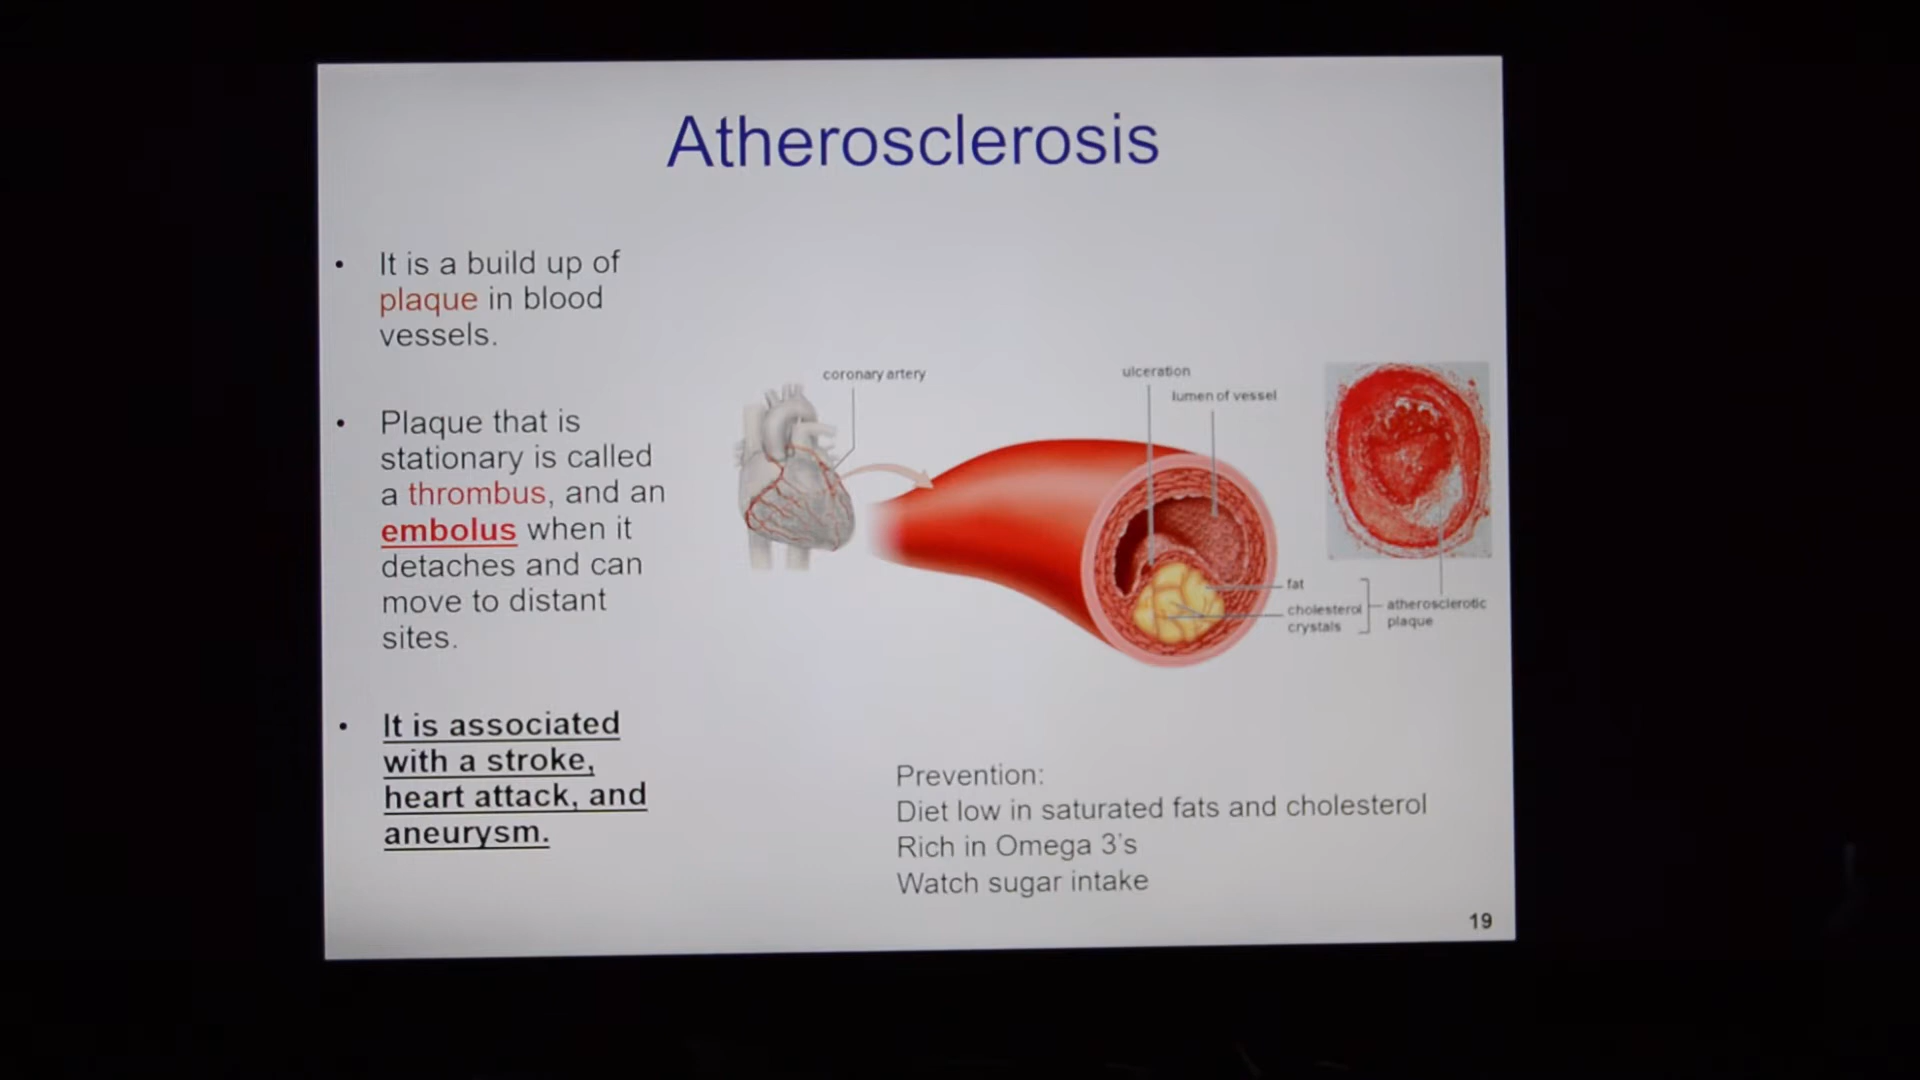 Atherosclerosis
• It is a build up of
plaque in blood
vessels.
• Plaque that is
stationary is called
a thrombus, and an
embolus when it
detaches and can
move to distant
sites.
• It is associated
with a stroke,
heart attack, and
aneurysm.
coronary artery
ulceration
lumen of vessel
fat
cholesterol
crystals
atherosclerotic
plaque
Prevention:
Diet low in saturated fats and cholesterol
Rich in Omega 3's
Watch sugar intake
19